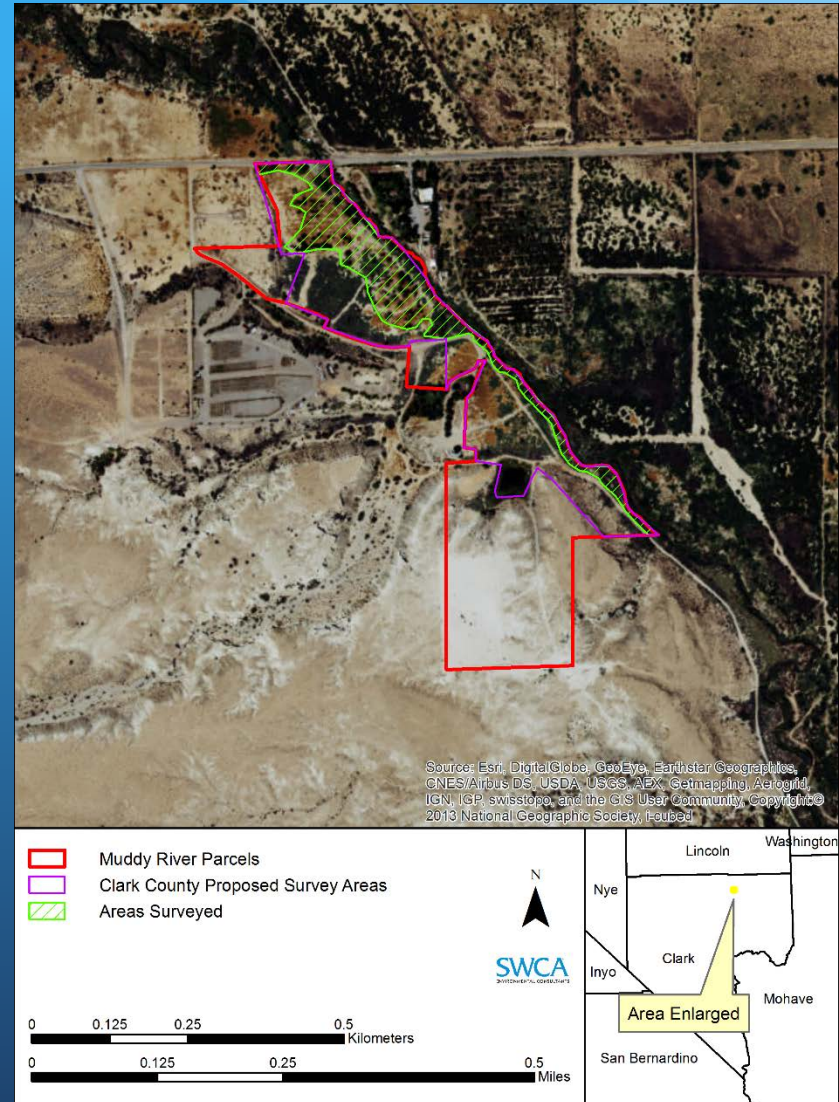 Source: Esri, DigitalGlobe, GeoEye, Earthstar Geographics,
CNES/Airbus DS, USDA, USGS, AEX, Getmapping, Aerogrid,
IGN, IGP, swisstopo, and the GIS User Community, Copyright:©
2013 National Geographic Society, i-cubed
Muddy River Parcels
Clark County Proposed Survey Areas
Areas Surveyed
N
SWCA
ENVIRONMENTAL CONSULTANTS
0 0.125 0.25 0.5
Kilometers
0 0.125 0.25 0.5
Miles
Lincoln
Washington
Nye
Clark
Inyo
Mohave
Area Enlarged
San Bernardino